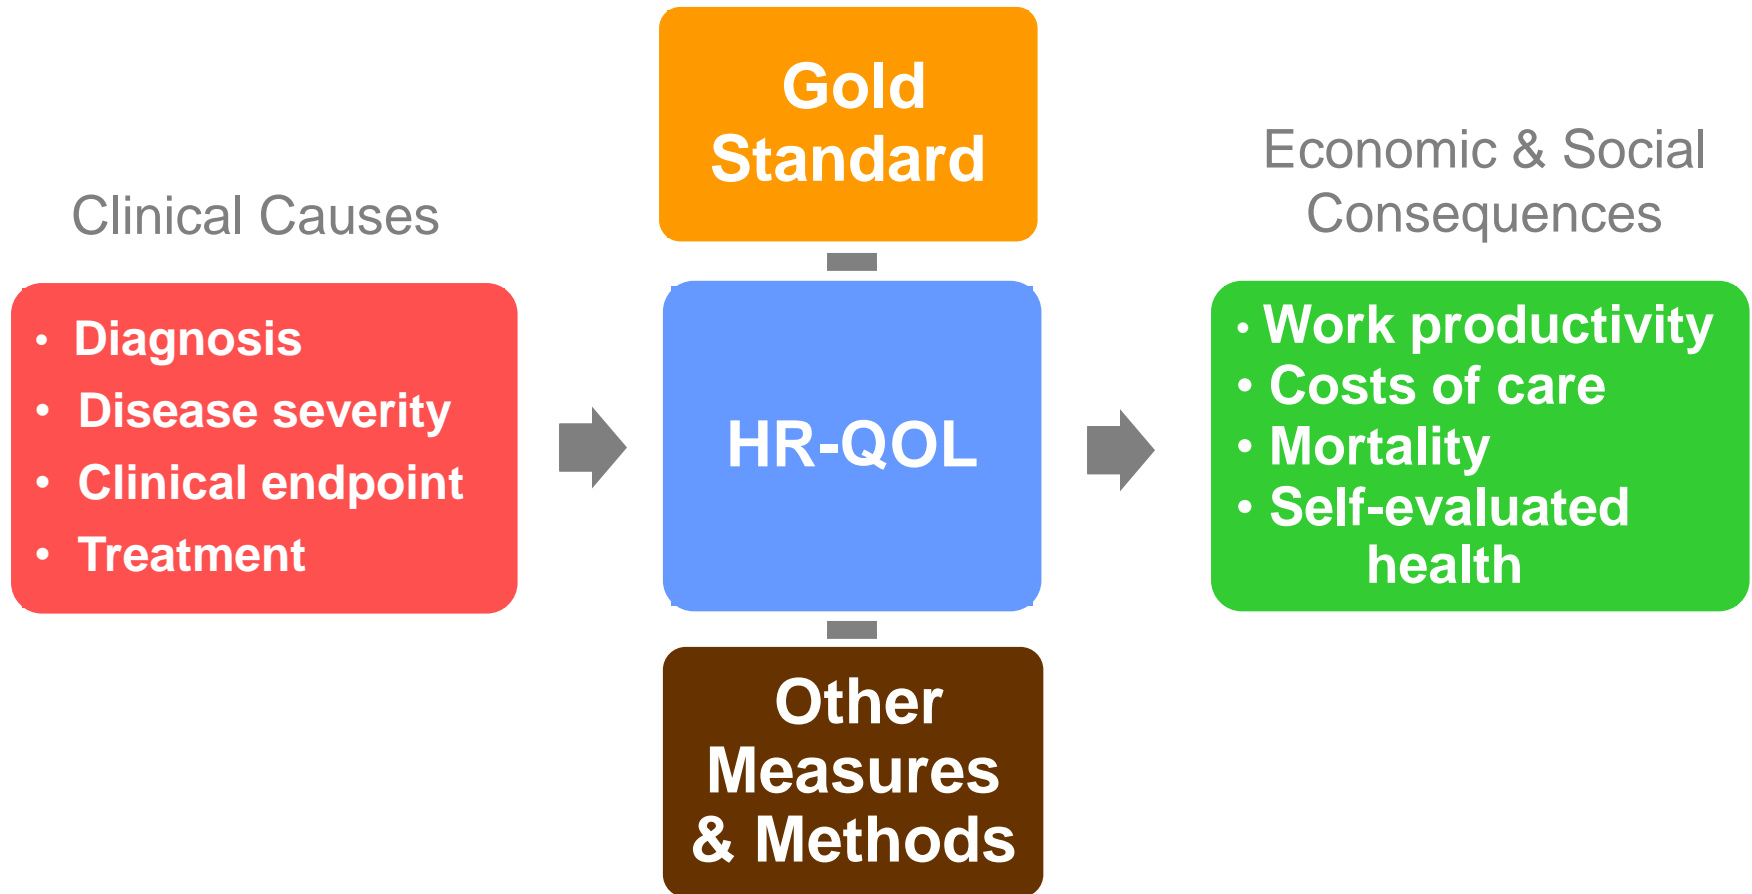 Gold
Standard
Clinical Causes
Economic & Social
Consequences
• Diagnosis
• Disease severity
• Clinical endpoint
• Treatment
HR-QOL
• Work productivity
• Costs of care
• Mortality
• Self-evaluated
health
Other
Measures
& Methods